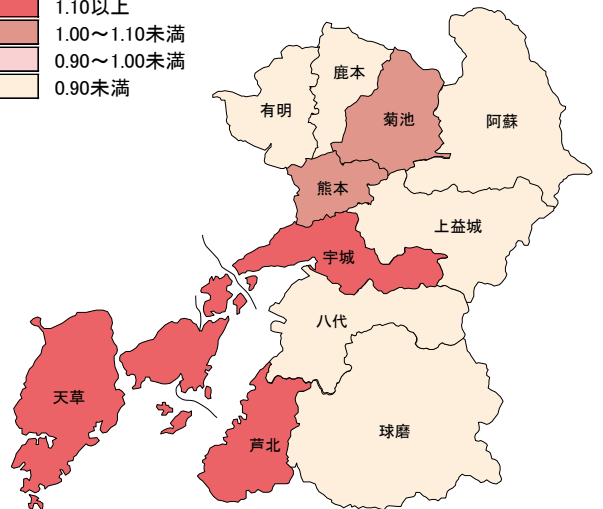 1.10以上
1.00～1.10未満
0.90～1.00未満
0.90未満
鹿本
有明
菊池
阿蘇
熊本
上益城
宇城
八代
天草
球磨
芦北